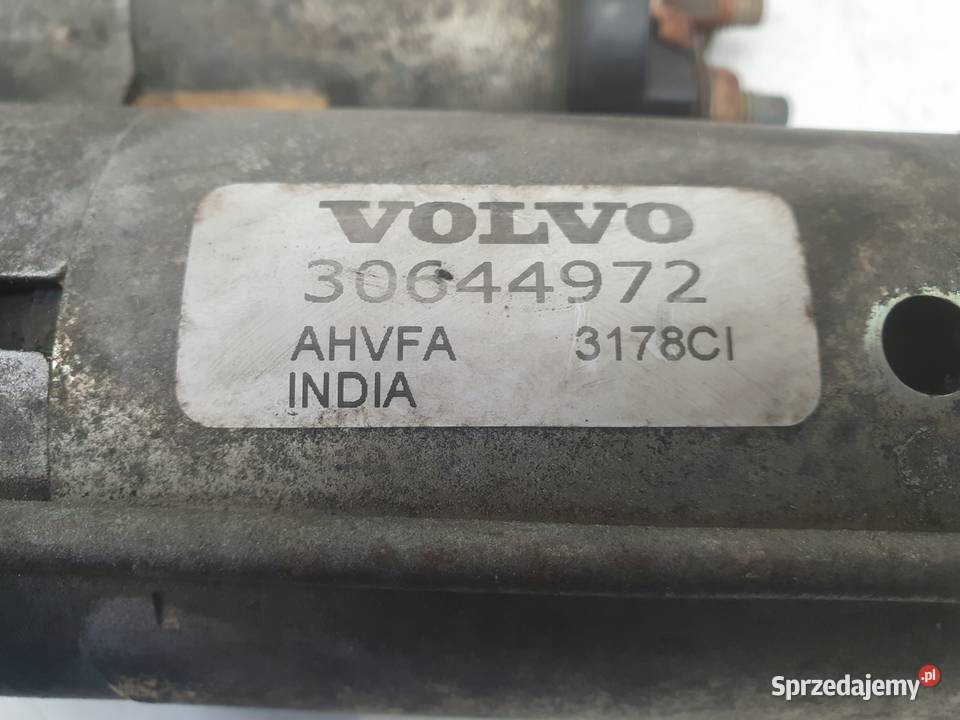 VOLVO
30644972
AHVFA 3178CI
INDIA
Sprzedajemy.pl